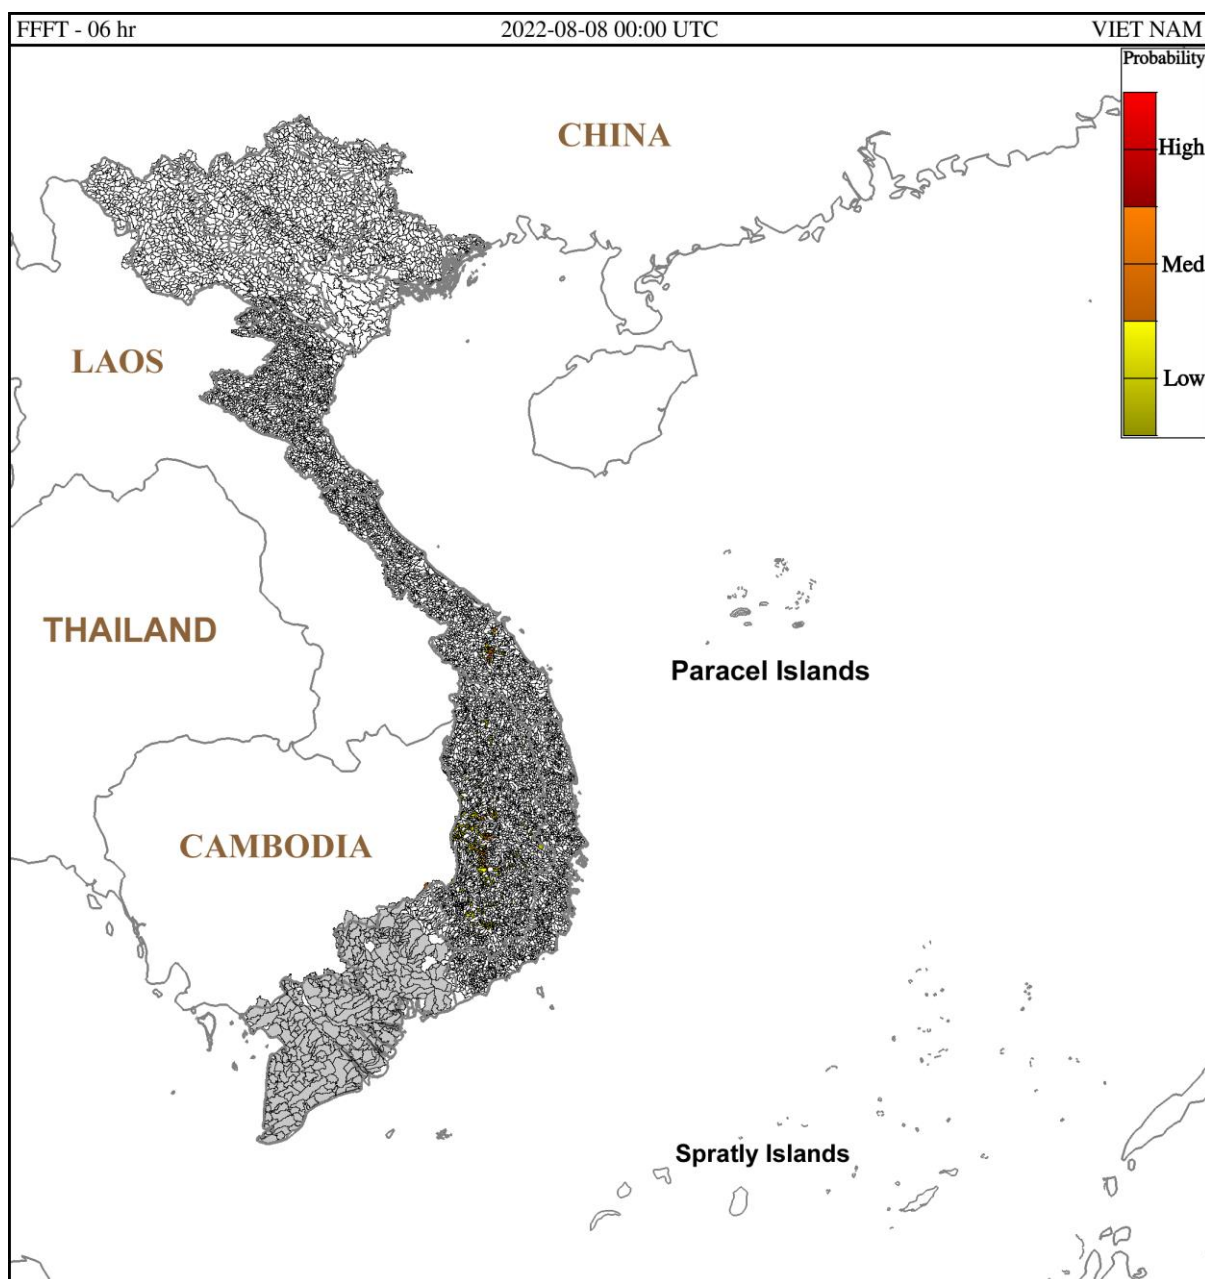 FFFT - 06 hr 2022-08-08 00:00 UTC VIET NAM
Probability
CHINA
High
Med
LAOS
Low
THAILAND
Paracel Islands
CAMBODIA
Spratly Islands